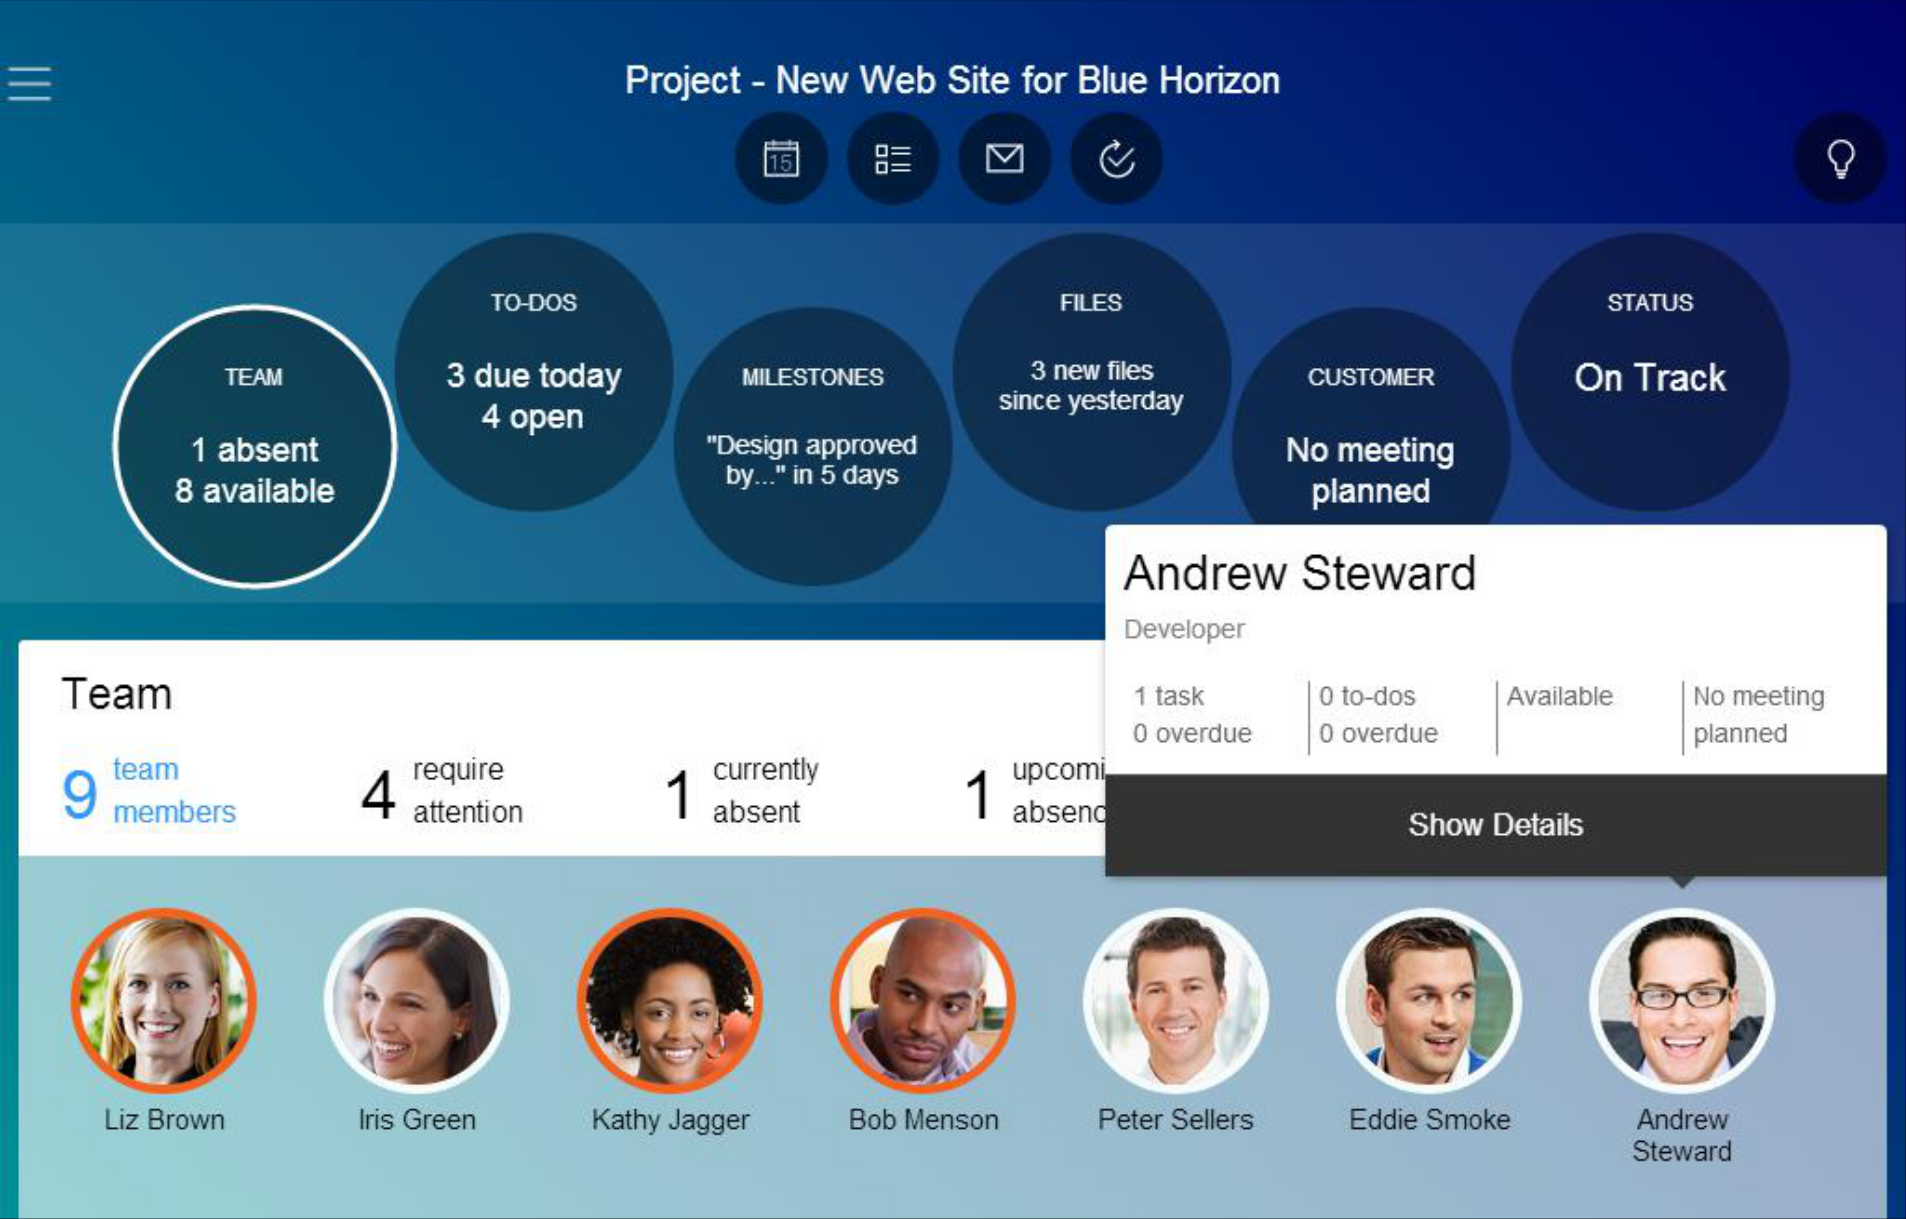 Project - New Web Site for Blue Horizon
15
TEAM
1 absent
8 available
TO-DOS
3 due today
4 open
MILESTONES
"Design approved
by..." in 5 days
FILES
3 new files
since yesterday
CUSTOMER
No meeting
planned
STATUS
On Track
Andrew Steward
Developer
1 task
0 overdue
0 to-dos
0 overdue
Available
No meeting
planned
Show Details
Team
9 team
members
4 require
attention
1 currently
absent
1 upcomi
absenc
Liz Brown
Iris Green
Kathy Jagger
Bob Menson
Peter Sellers
Eddie Smoke
Andrew
Steward